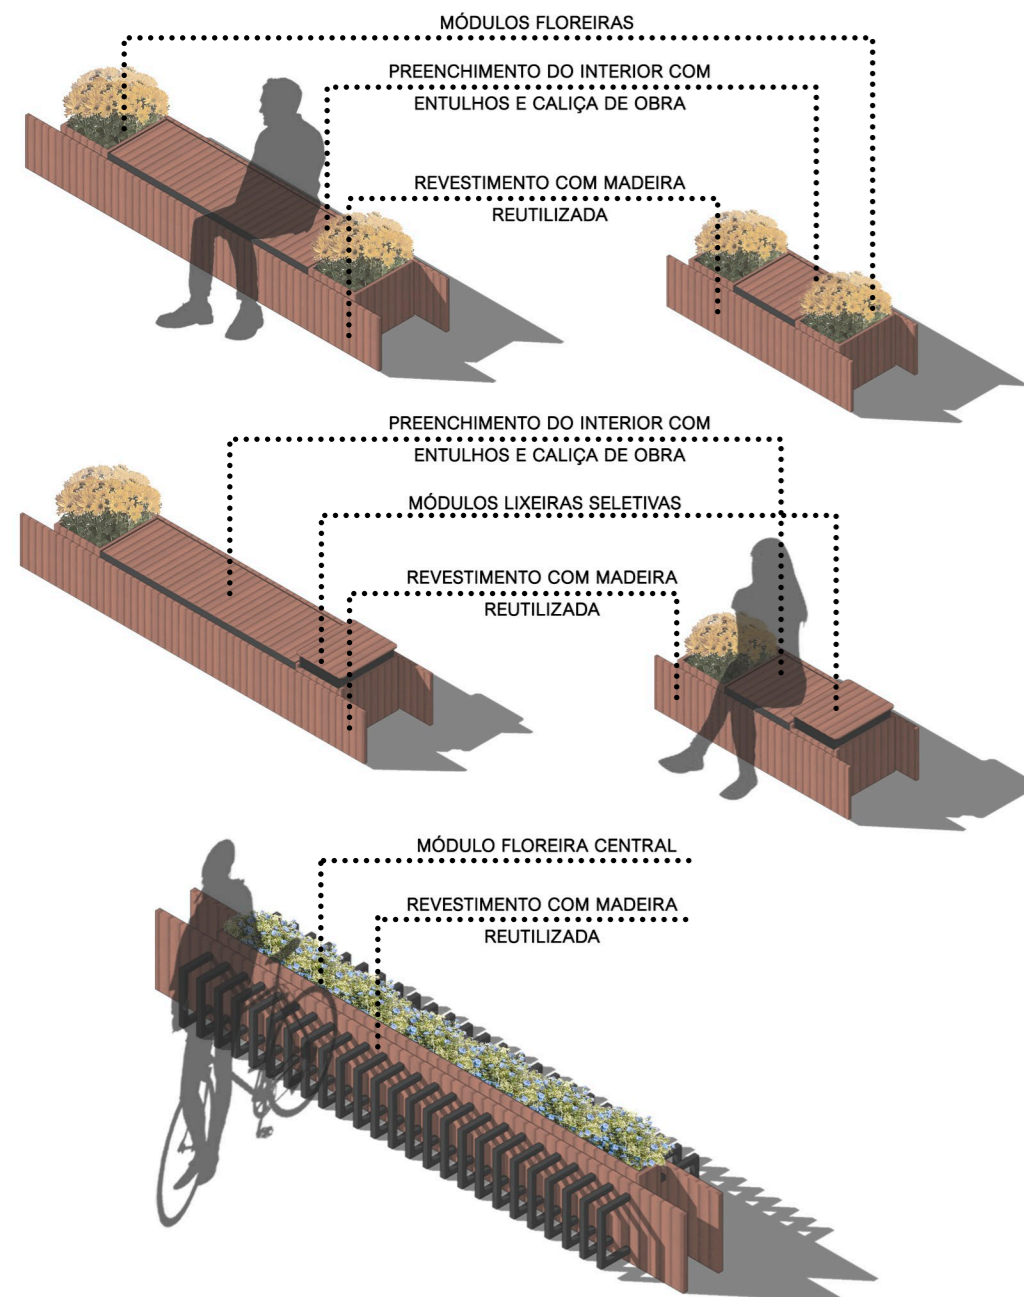 MÓDULOS FLOREIRAS
PREENCHIMENTO DO INTERIOR COM
ENTULHOS E CALIÇA DE OBRA
REVESTIMENTO COM MADEIRA
REUTILIZADA
PREENCHIMENTO DO INTERIOR COM
ENTULHOS E CALIÇA DE OBRA
MÓDULOS LIXEIRAS SELETIVAS
REVESTIMENTO COM MADEIRA
REUTILIZADA
MÓDULO FLOREIRA CENTRAL
REVESTIMENTO COM MADEIRA
REUTILIZADA